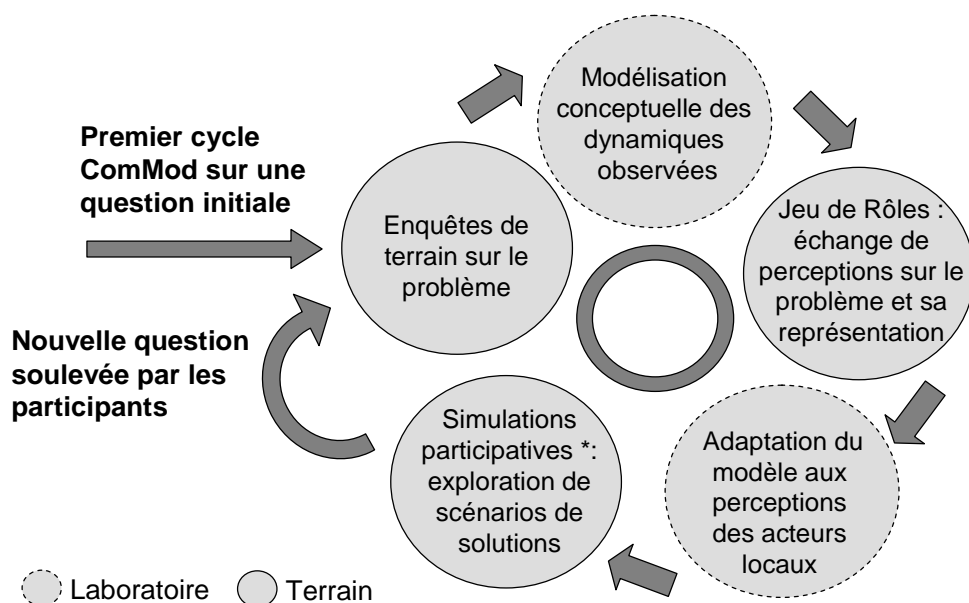 Premier cycle
ComMod sur une
question initiale
Enquêtes de
terrain sur le
problème
Modélisation
conceptuelle des
dynamiques
observées
Jeu de Rôles :
échange de
perceptions sur le
problème et sa
représentation
Adaptation du
modèle aux
perceptions
des acteurs
locaux
Simulations
participatives *:
exploration de
scénarios de
solutions
Nouvelle question
soulevée par les
participants
Laboratoire
Terrain